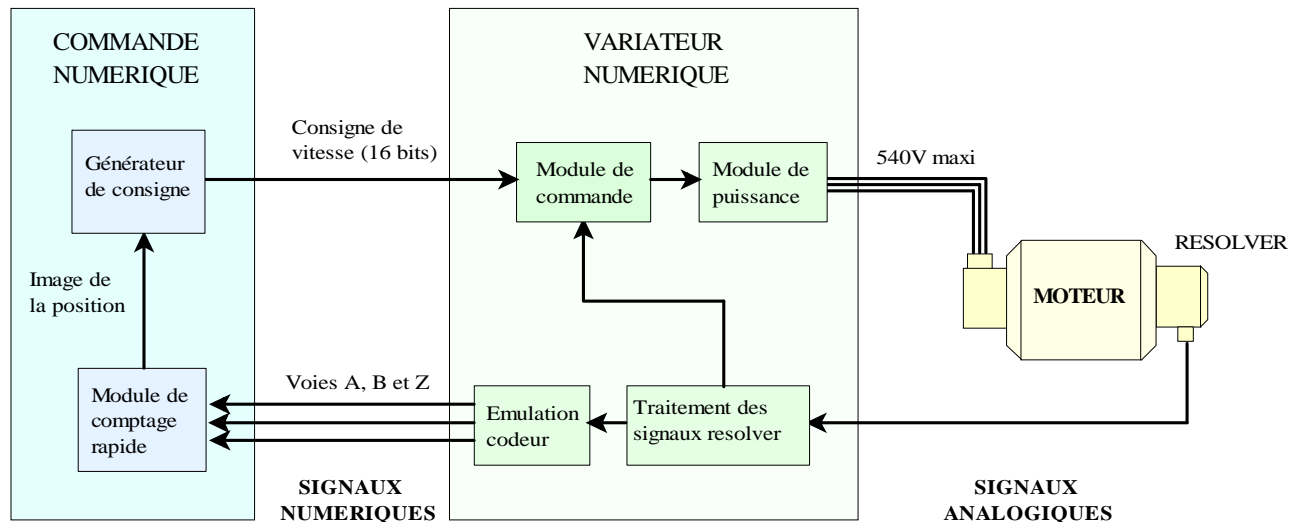 COMMANDE
NUMERIQUE
VARIATEUR
NUMERIQUE
Générateur
de consigne
Consigne de
vitesse (16 bits)
Module de
commande
Module de
puissance
540V maxi
RESOLVER
MOTEUR
Image de
la position
Module de
comptage
rapide
Voies A, B et Z
Emulation
codeur
Traitement des
signaux resolver
SIGNAUX
NUMERIQUES
SIGNAUX
ANALOGIQUES